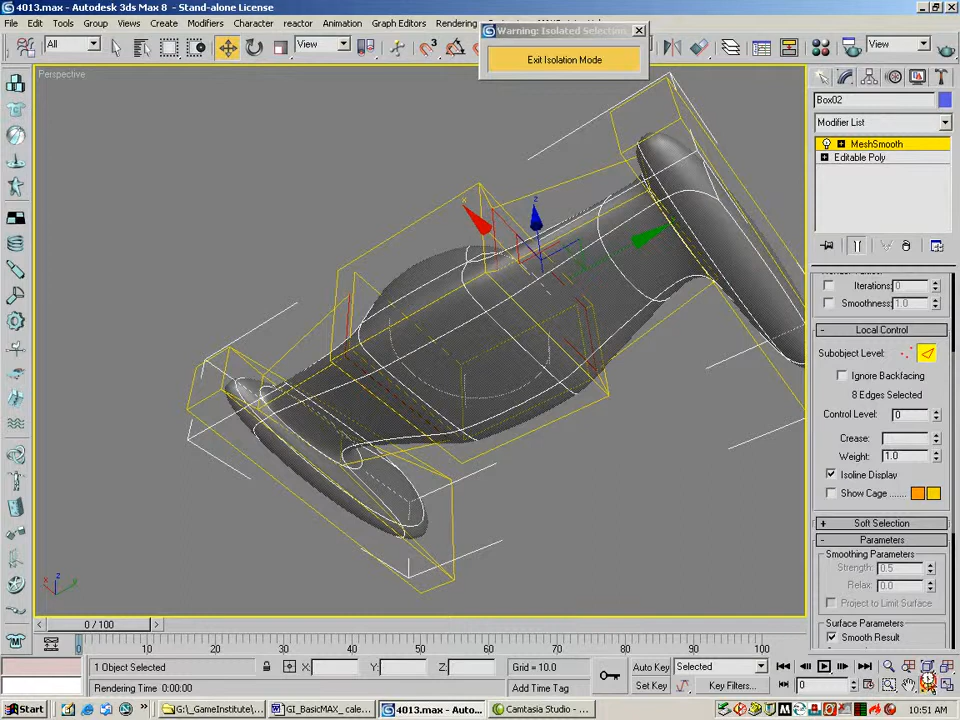 4013.max - Autodesk 3ds Max 8 - Stand-alone License
File Edit Tools Group Views Create Modifiers Character reactor Animation Graph Editors Rendering
Warning: Isolated Selection
Exit Isolation Mode
All
View
View
Perspective
Box02
Modifier List
MeshSmooth
Editable Poly
Iterations: 0
Smoothness: 1.0
Local Control
Subobject Level:
Ignore Backfacing
8 Edges Selected
Control Level: 0
Crease:
Weight: 1.0
Isoline Display
Show Cage
Soft Selection
Parameters
Smoothing Parameters
Strength: 0.5
Relax: 0.0
Project to Limit Surface
Surface Parameters
Smooth Result
x
z
x
z
y
0 / 100
0 10 20 30 40 50 60 70 80 90 100
1 Object Selected
X:
Y:
Z:
Grid = 10.0
Auto Key
Selected
Rendering Time 0:00:00
Add Time Tag
Set Key
Key Filters...
0
Start
G:\_GameInstitute\...
GI_BasicMAX_ cale...
4013.max - Auto...
Camtasia Studio - ...
10:51 AM